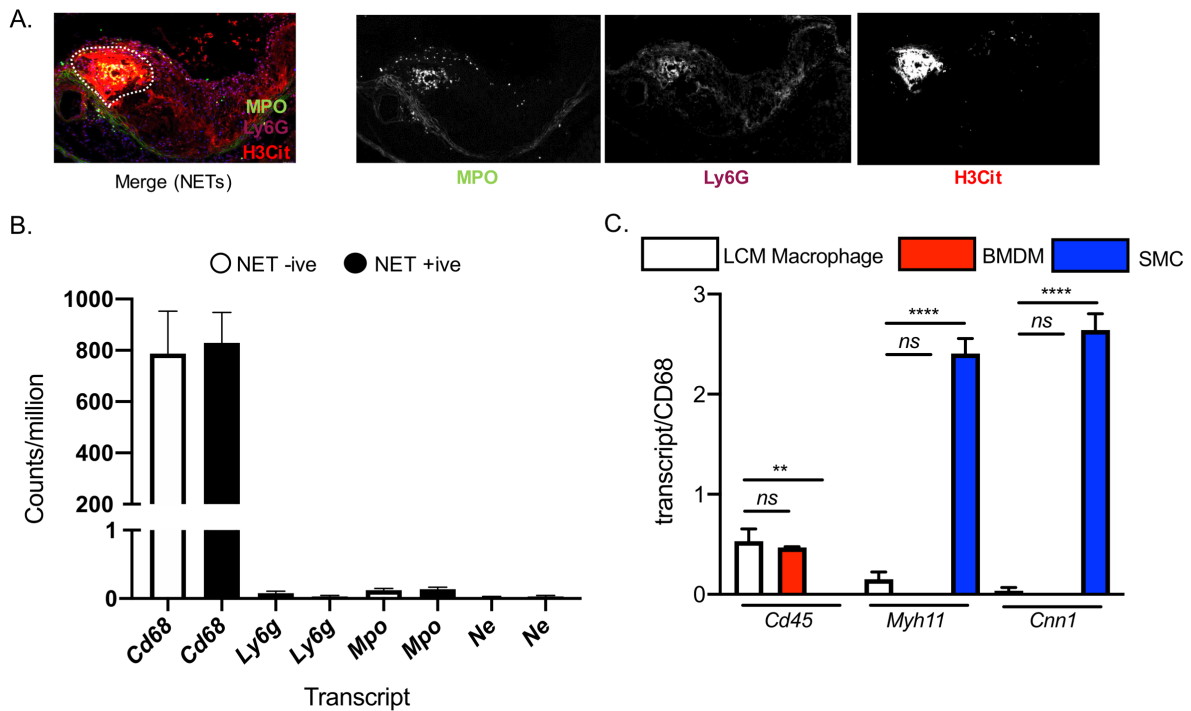 A.
MPO
Ly6G
H3Cit
Merge (NETs)
MPO
Ly6G
H3Cit
B.
NET -ive
NET +ive
Counts/million
1000
800
600
400
200
1
0
Cd68
Cd68
Ly6g
Ly6g
Mpo
Mpo
Ne
Ne
Transcript
C.
LCM Macrophage
BMDM
SMC
transcript/CD68
3
2
1
0
**
ns
****
ns
****
ns
Cd45
Myh11
Cnn1